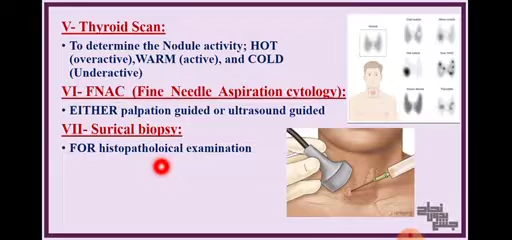 V- Thyroid Scan:
• To determine the Nodule activity; HOT
(overactive),WARM (active), and COLD
(Underactive)
VI- FNAC (Fine Needle Aspiration cytology):
• EITHER palpation guided or ultrasound guided
VII- Surical biopsy:
• FOR histopatholoical examination